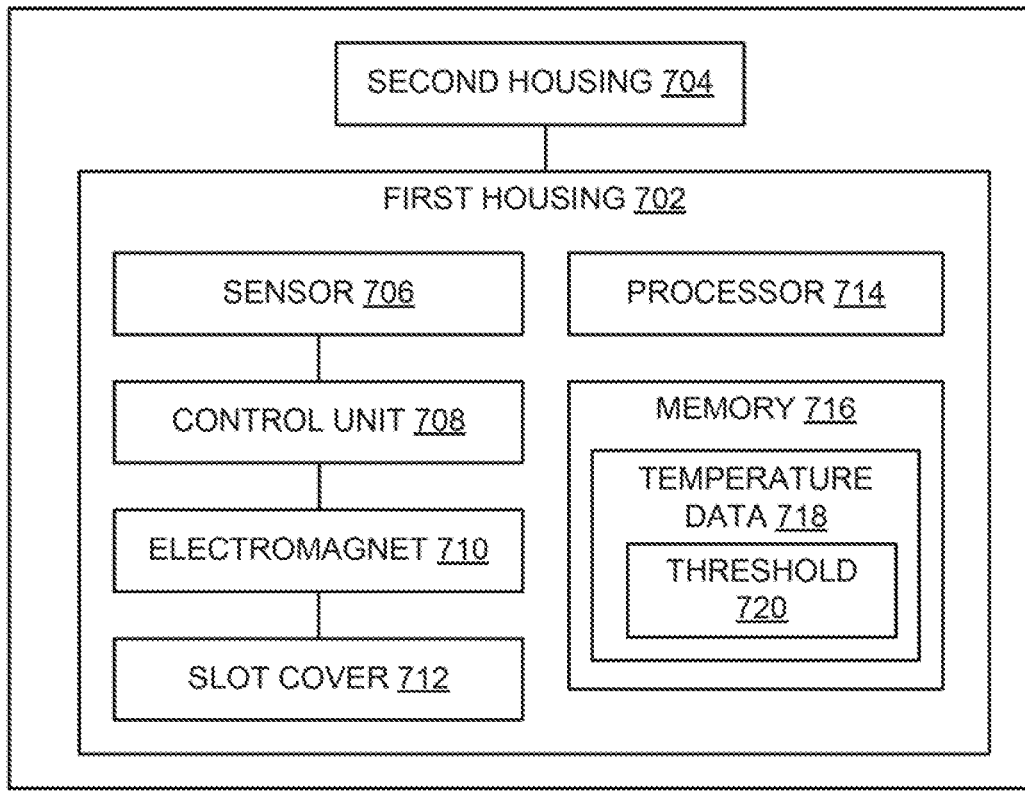 SECOND HOUSING 704
FIRST HOUSING 702
SENSOR 706
PROCESSOR 714
CONTROL UNIT 708
MEMORY 716
TEMPERATURE
DATA 718
ELECTROMAGNET 710
THRESHOLD
720
SLOT COVER 712